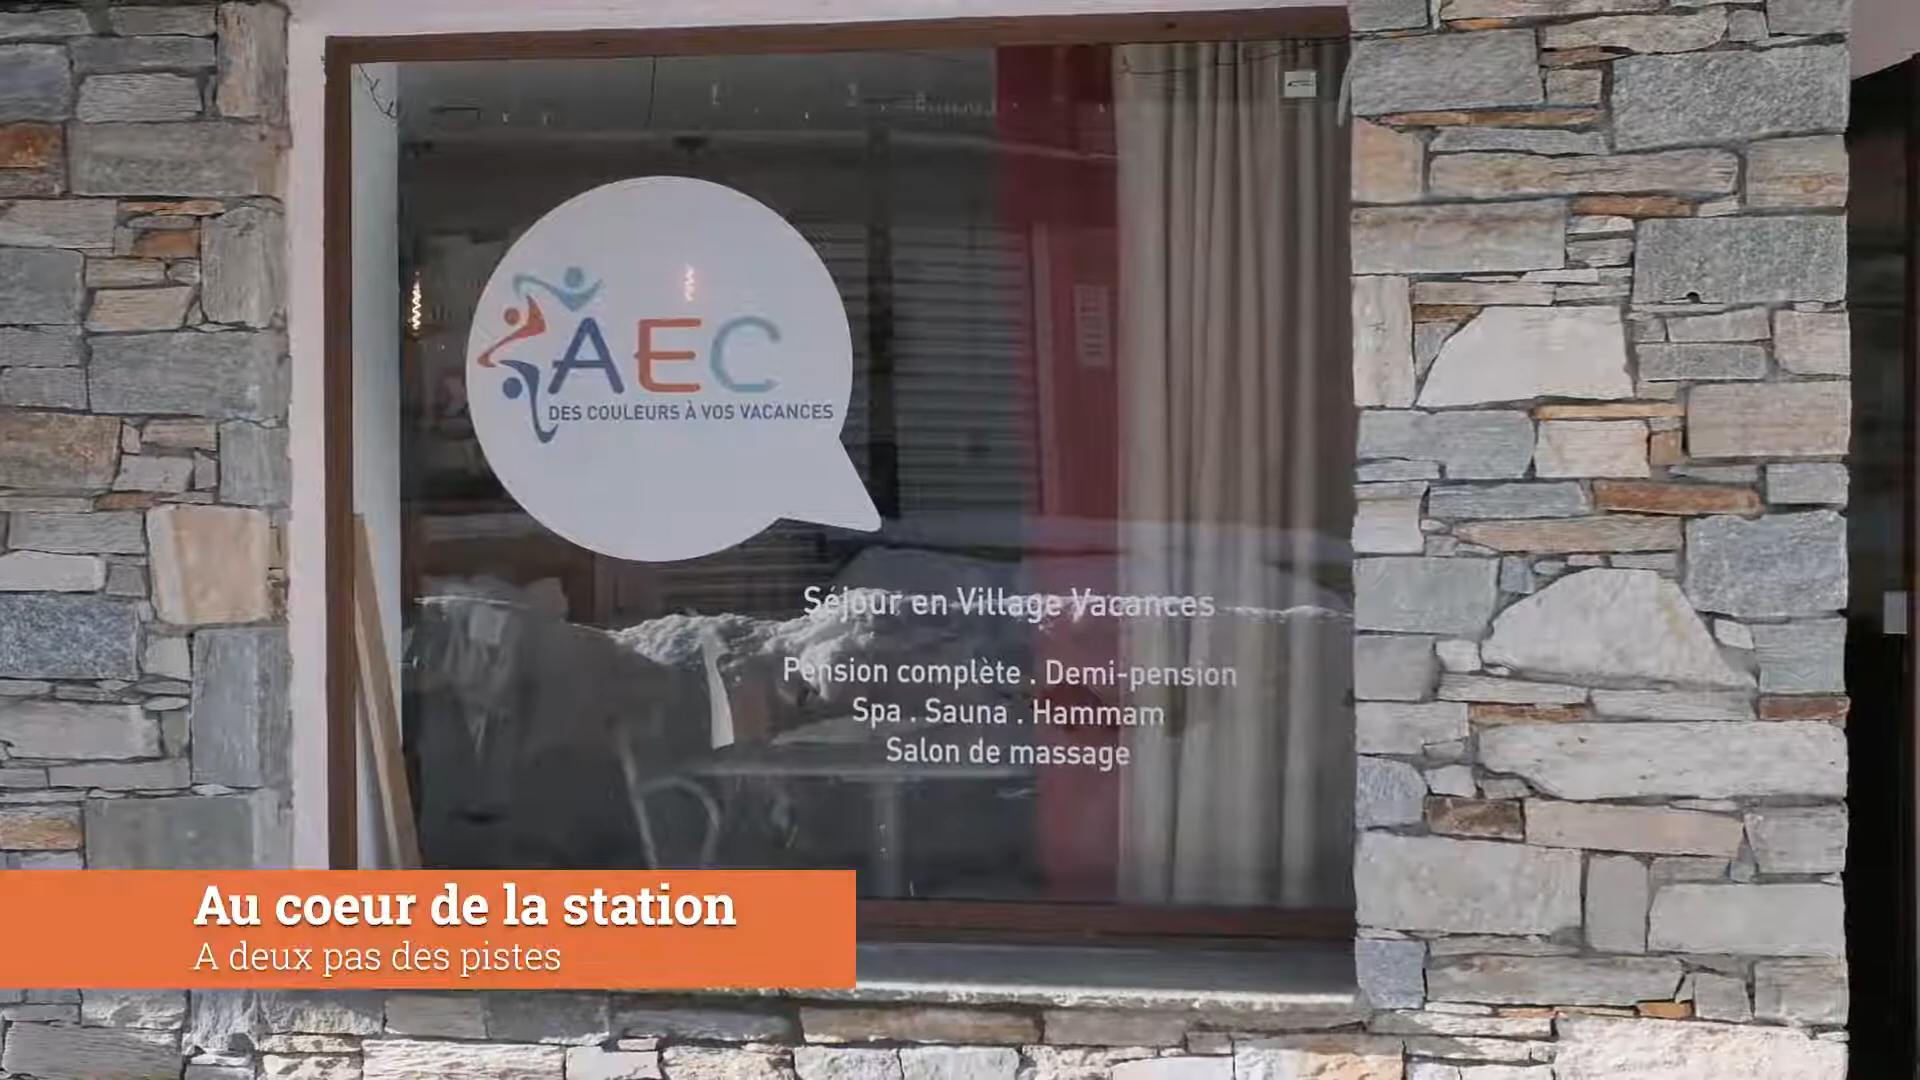 AEC
DES COULEURS À VOS VACANCES
Séjour en Village Vacances
Pension complète . Demi-pension
Spa . Sauna . Hammam
Salon de massage
Au coeur de la station
A deux pas des pistes